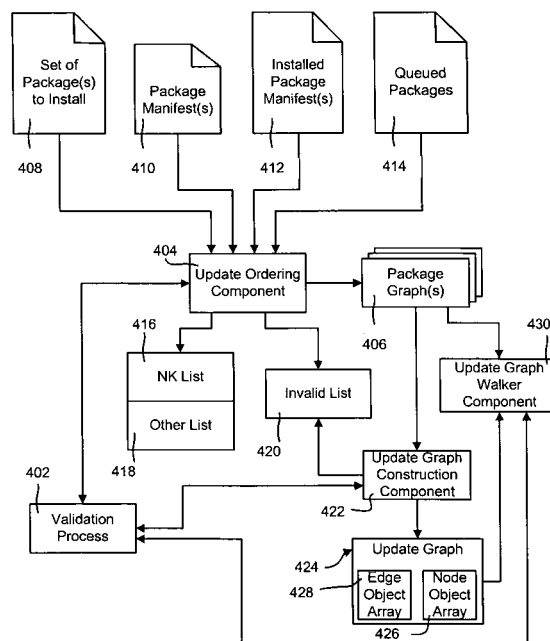 Set of
Package(s)
to Install
408
Package
Manifest(s)
410
Installed
Package
Manifest(s)
412
Queued
Packages
414
404
Update Ordering
Component
Package
Graph(s)
406
416
NK List
Other List
418
Invalid List
420
430
Update Graph
Walker
Component
402
Validation
Process
Update Graph
Construction
Component
422
424
Update Graph
428
Edge
Object
Array
Node
Object
Array
426